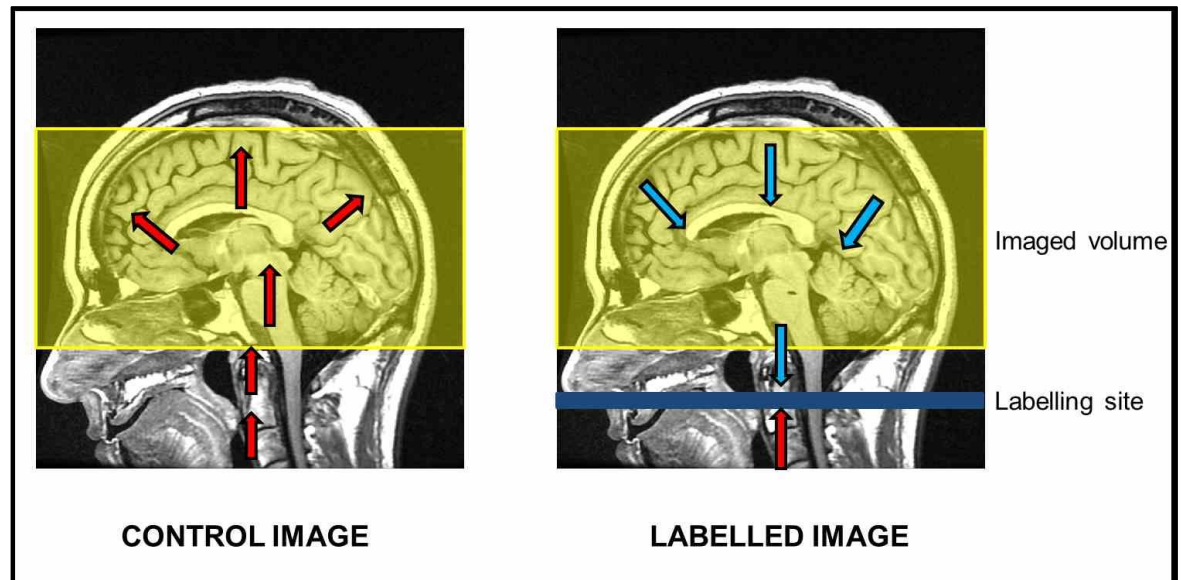 Imaged volume
Labelling site
CONTROL IMAGE
LABELLED IMAGE